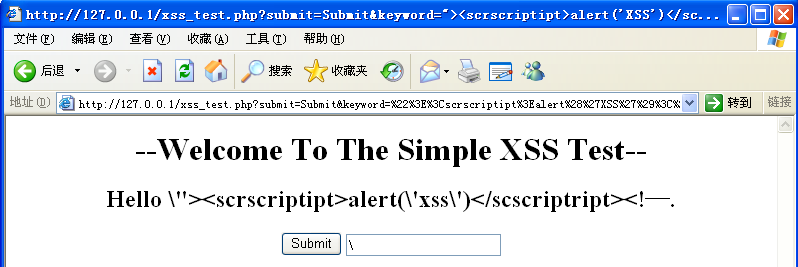 http://127.0.0.1/xss_test.php?submit=Submit&keyword="><scrscriptipt>alert('XSS')</sc...
文件(F) 编辑(E) 查看(V) 收藏(A) 工具(T) 帮助(H)
后退 搜索 收藏夹
地址(D) http://127.0.0.1/xss_test.php?submit=Submit&keyword=%22%3E%3Cscrscriptipt%3Ealert%28%27XSS%27%29%3C% 转到 链接
--Welcome To The Simple XSS Test--
Hello \"><scrscriptipt>alert(\'xss\')</scscriptript><!—.
Submit \